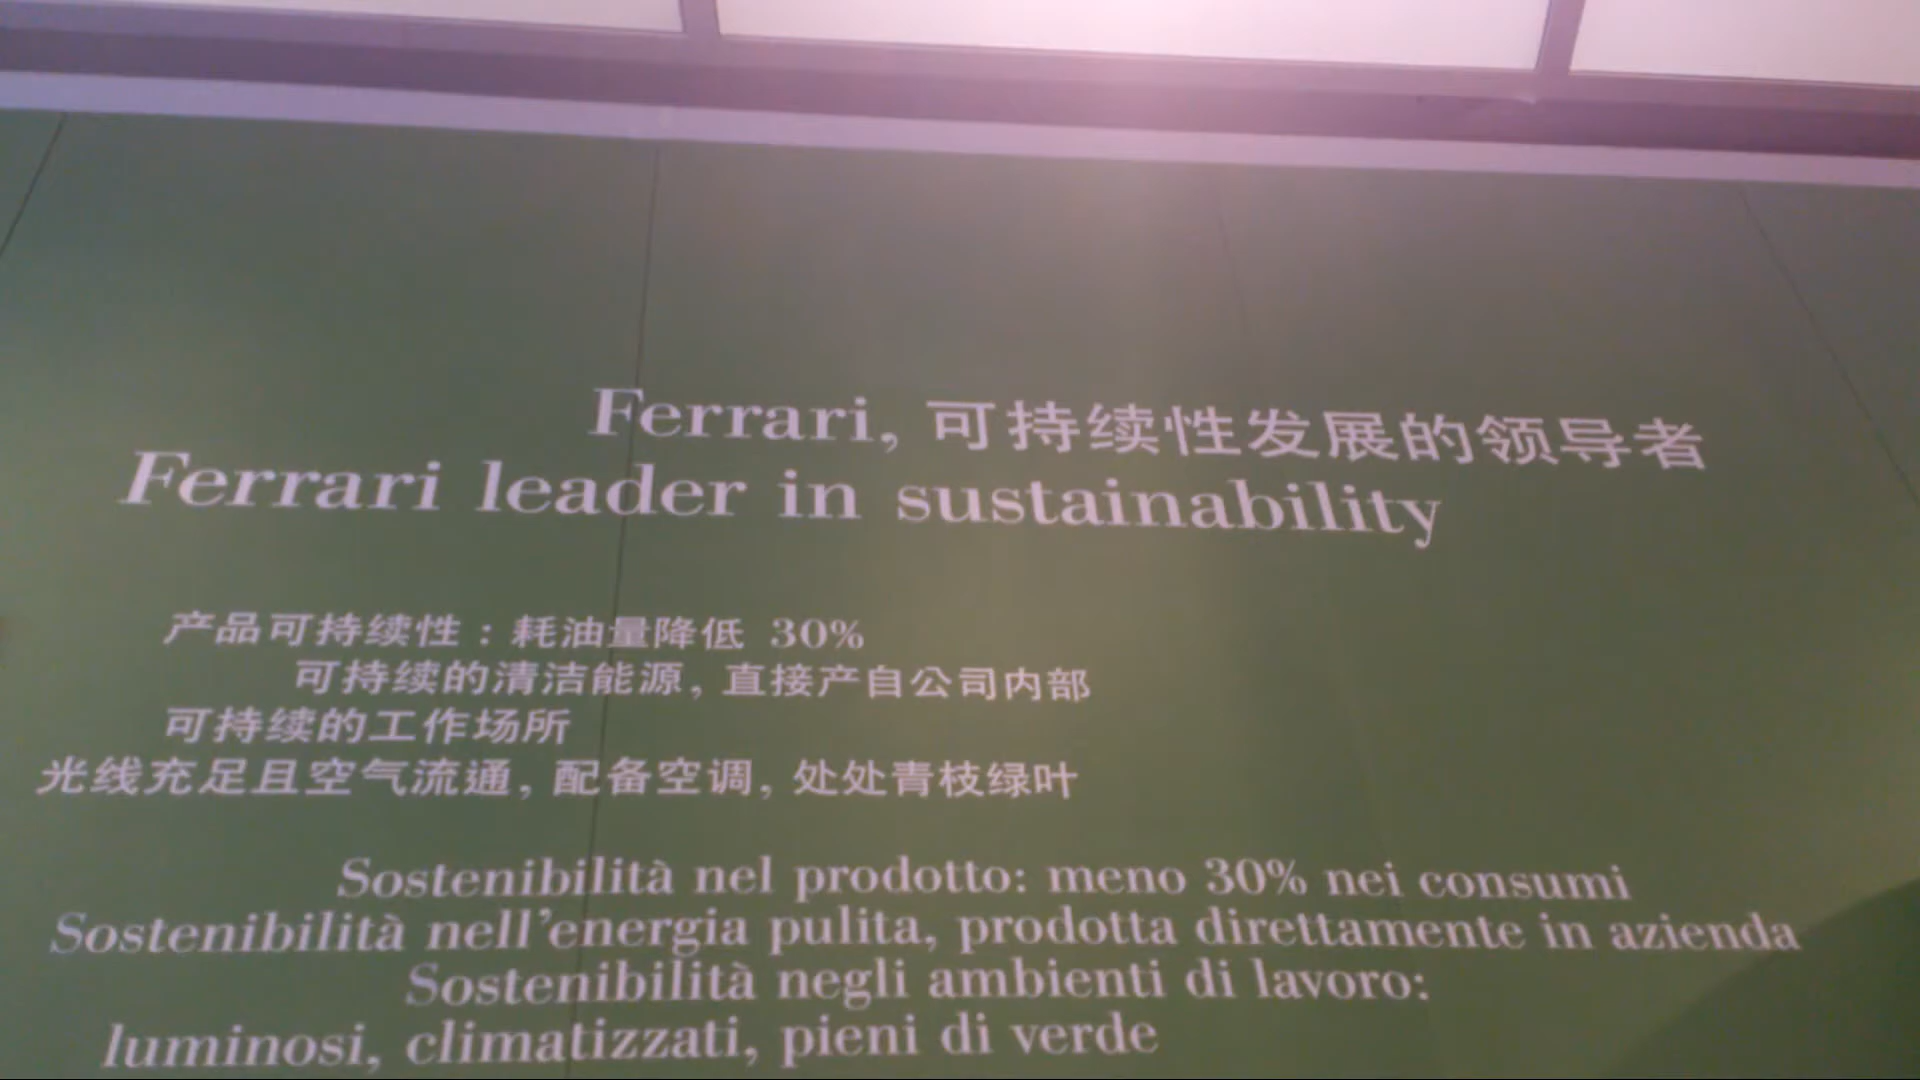 Ferrari, 可持续性发展的领导者
Ferrari leader in sustainability
产品可持续性：耗油量降低 30%
可持续的清洁能源，直接产自公司内部
可持续的工作场所
光线充足且空气流通，配备空调，处处青枝绿叶
Sostenibilità nel prodotto: meno 30% nei consumi
Sostenibilità nell'energia pulita, prodotta direttamente in azienda
Sostenibilità negli ambienti di lavoro:
luminosi, climatizzati, pieni di verde